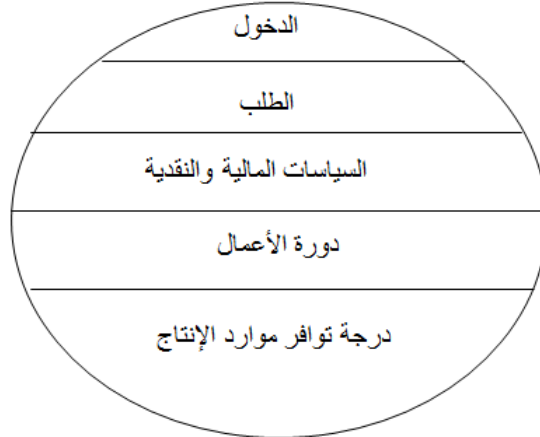 الدخول
الطلب
السياسات المالية والنقدية
دورة الأعمال
درجة توافر موارد الإنتاج